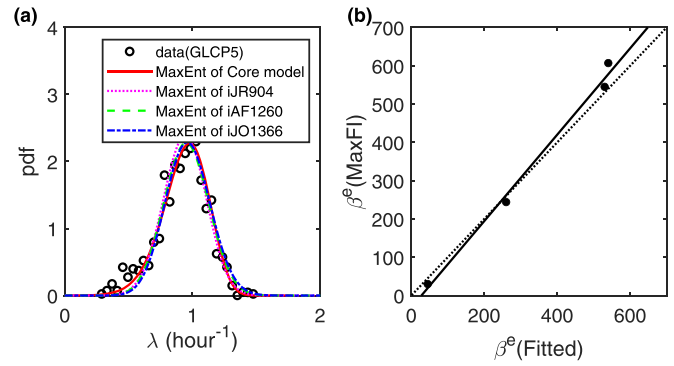 (a)
4
3
2
1
0
pdf
data(GLCP5)
MaxEnt of Core model
MaxEnt of iJR904
MaxEnt of iAF1260
MaxEnt of iJO1366
0 1 2
λ (hour⁻¹)
(b)
700
600
500
400
300
200
100
0
βᵉ(MaxFI)
0 200 400 600
βᵉ(Fitted)